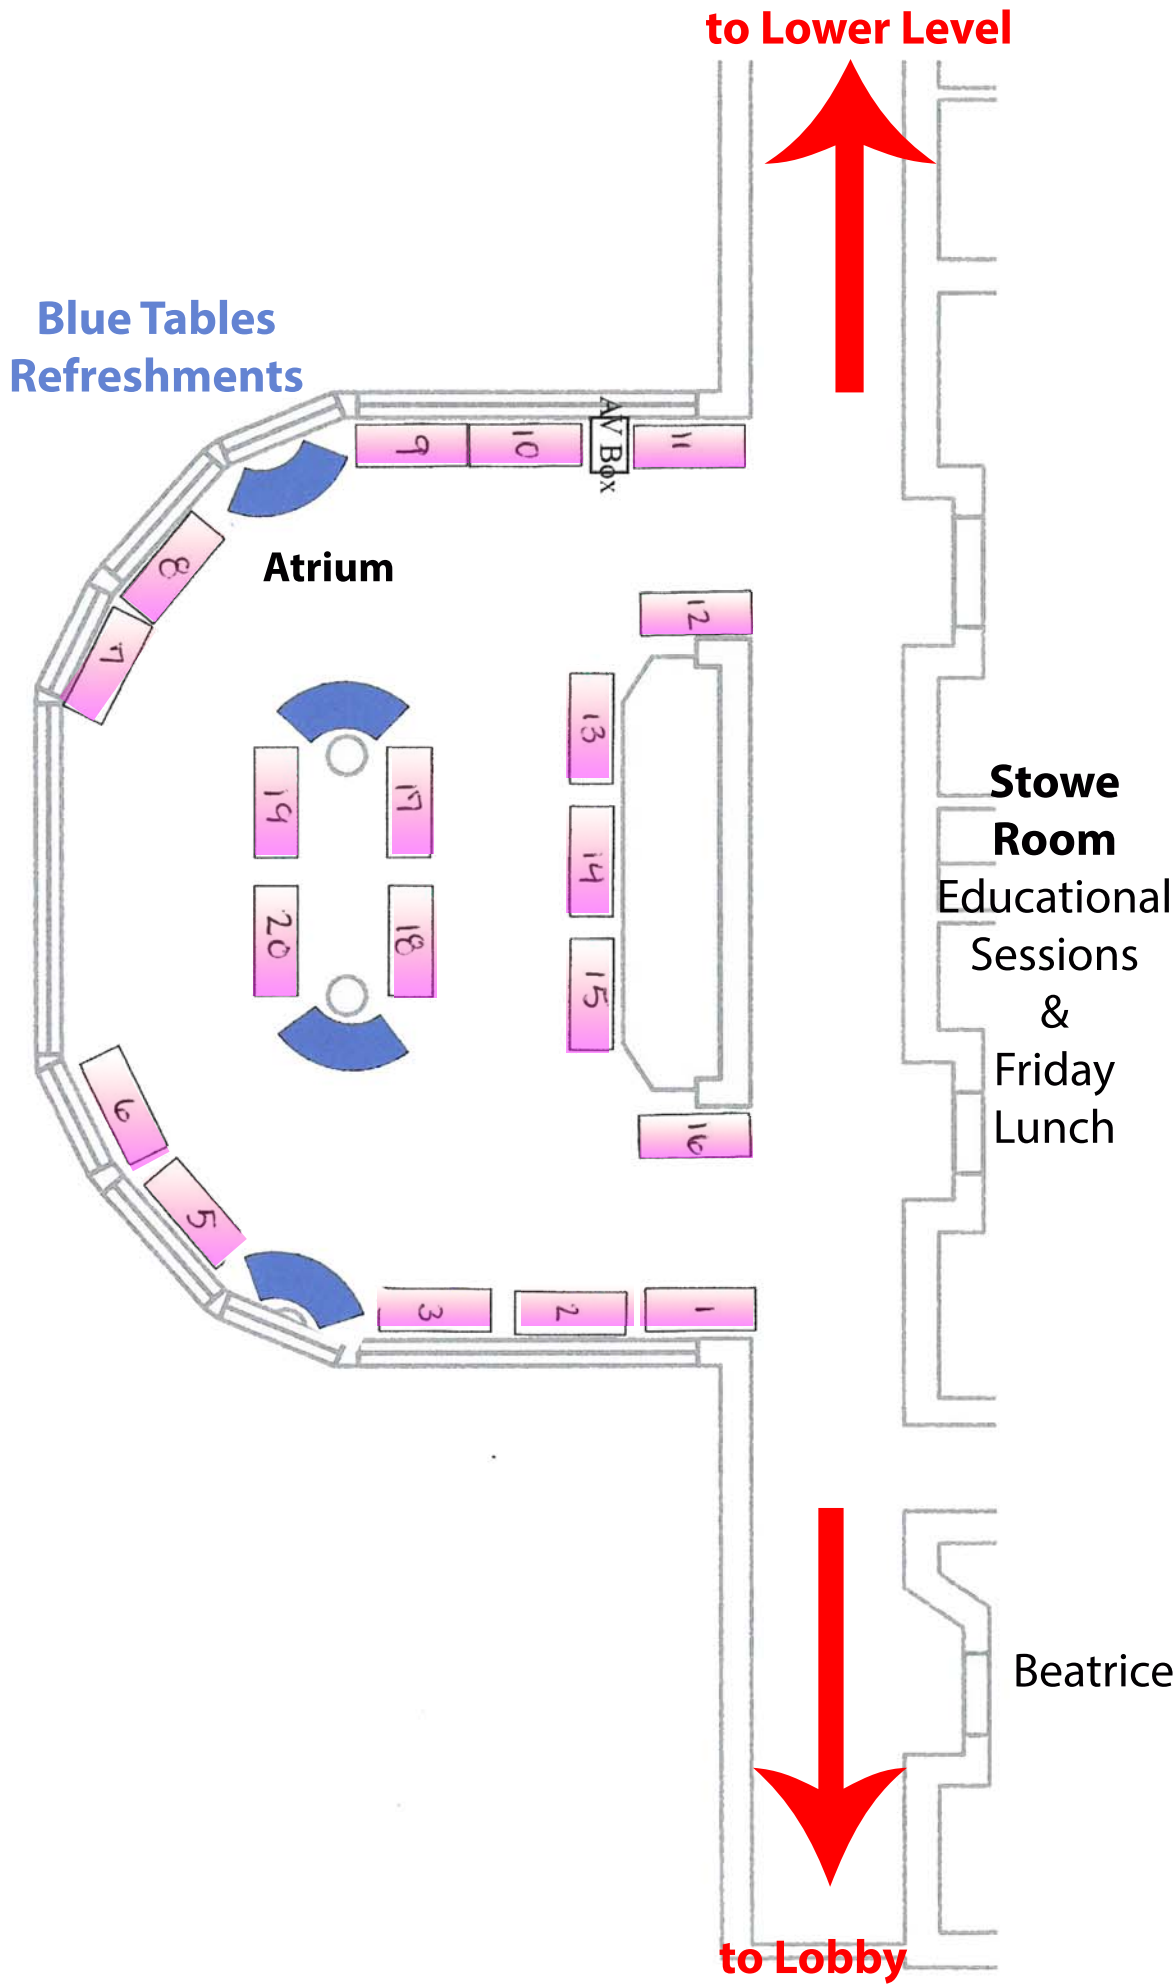 to Lower Level
Blue Tables
Refreshments
9
10
AV Box
11
8
Atrium
7
12
13
19
17
14
20
18
15
6
16
5
3
2
1
Stowe
Room
Educational
Sessions
&
Friday
Lunch
Beatrice
to Lobby